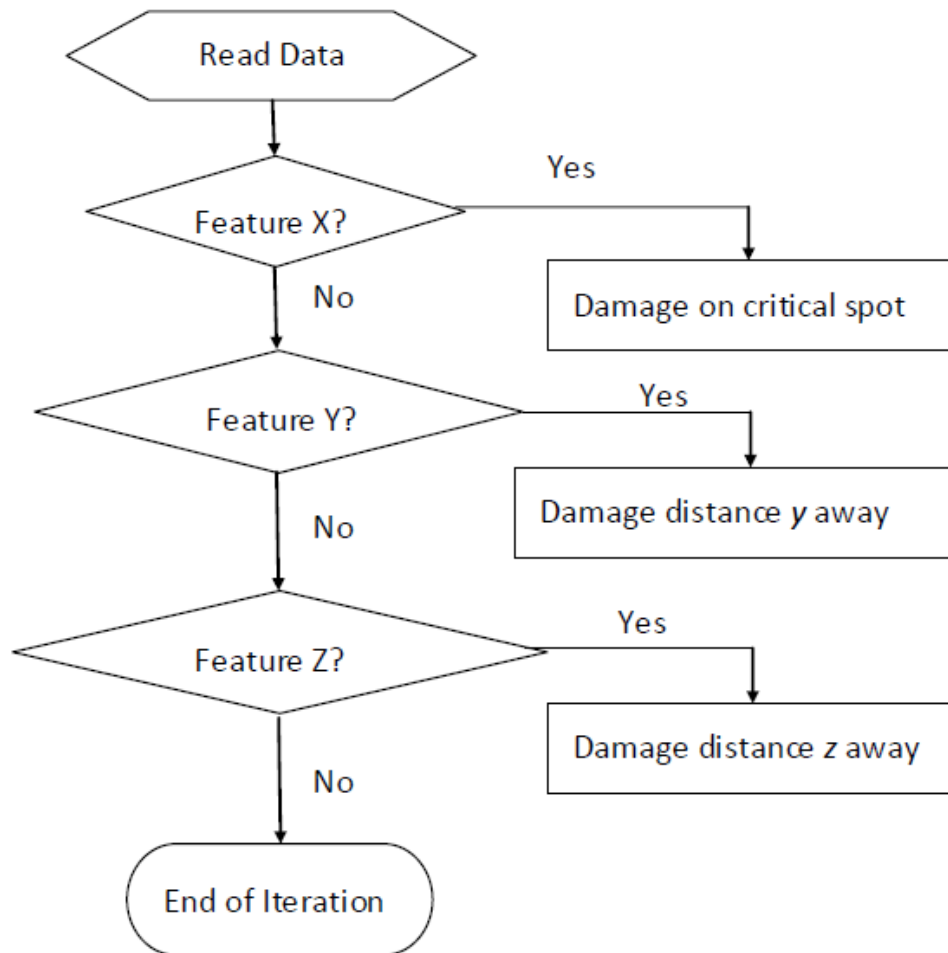 Read Data
Yes
Feature X?
Damage on critical spot
No
Yes
Feature Y?
Damage distance y away
No
Yes
Feature Z?
Damage distance z away
No
End of Iteration